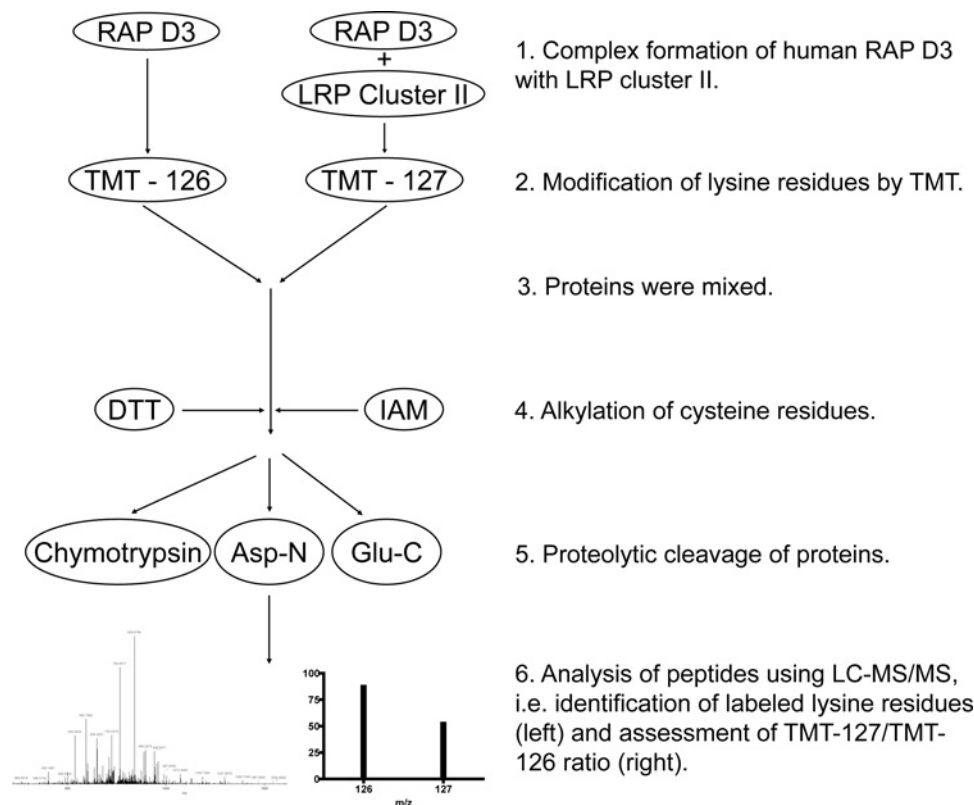 RAP D3
RAP D3
+
LRP Cluster II
1. Complex formation of human RAP D3
with LRP cluster II.
TMT - 126
TMT - 127
2. Modification of lysine residues by TMT.
3. Proteins were mixed.
DTT
IAM
4. Alkylation of cysteine residues.
Chymotrypsin
Asp-N
Glu-C
5. Proteolytic cleavage of proteins.
100
75
50
25
0
126
127
m/z
6. Analysis of peptides using LC-MS/MS,
i.e. identification of labeled lysine residues
(left) and assessment of TMT-127/TMT-
126 ratio (right).